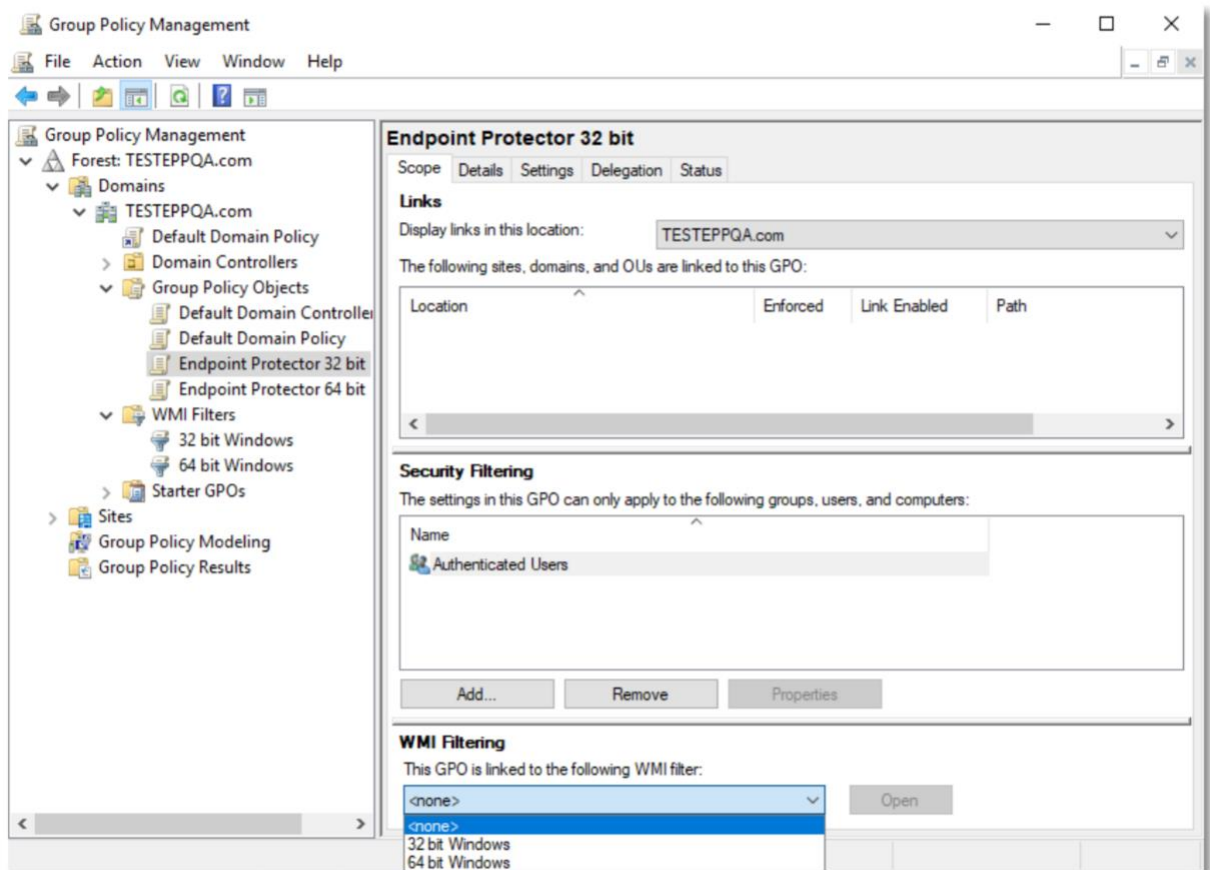 Group Policy Management
File Action View Window Help
Group Policy Management
Forest: TESTEPPQA.com
Domains
TESTEPPQA.com
Default Domain Policy
Domain Controllers
Group Policy Objects
Default Domain Controller
Default Domain Policy
Endpoint Protector 32 bit
Endpoint Protector 64 bit
WMI Filters
32 bit Windows
64 bit Windows
Starter GPOs
Sites
Group Policy Modeling
Group Policy Results
Endpoint Protector 32 bit
Scope Details Settings Delegation Status
Links
Display links in this location: TESTEPPQA.com
The following sites, domains, and OUs are linked to this GPO:
Location Enforced Link Enabled Path
Security Filtering
The settings in this GPO can only apply to the following groups, users, and computers:
Name
Authenticated Users
Add... Remove Properties
WMI Filtering
This GPO is linked to the following WMI filter:
<none> Open
<none>
32 bit Windows
64 bit Windows